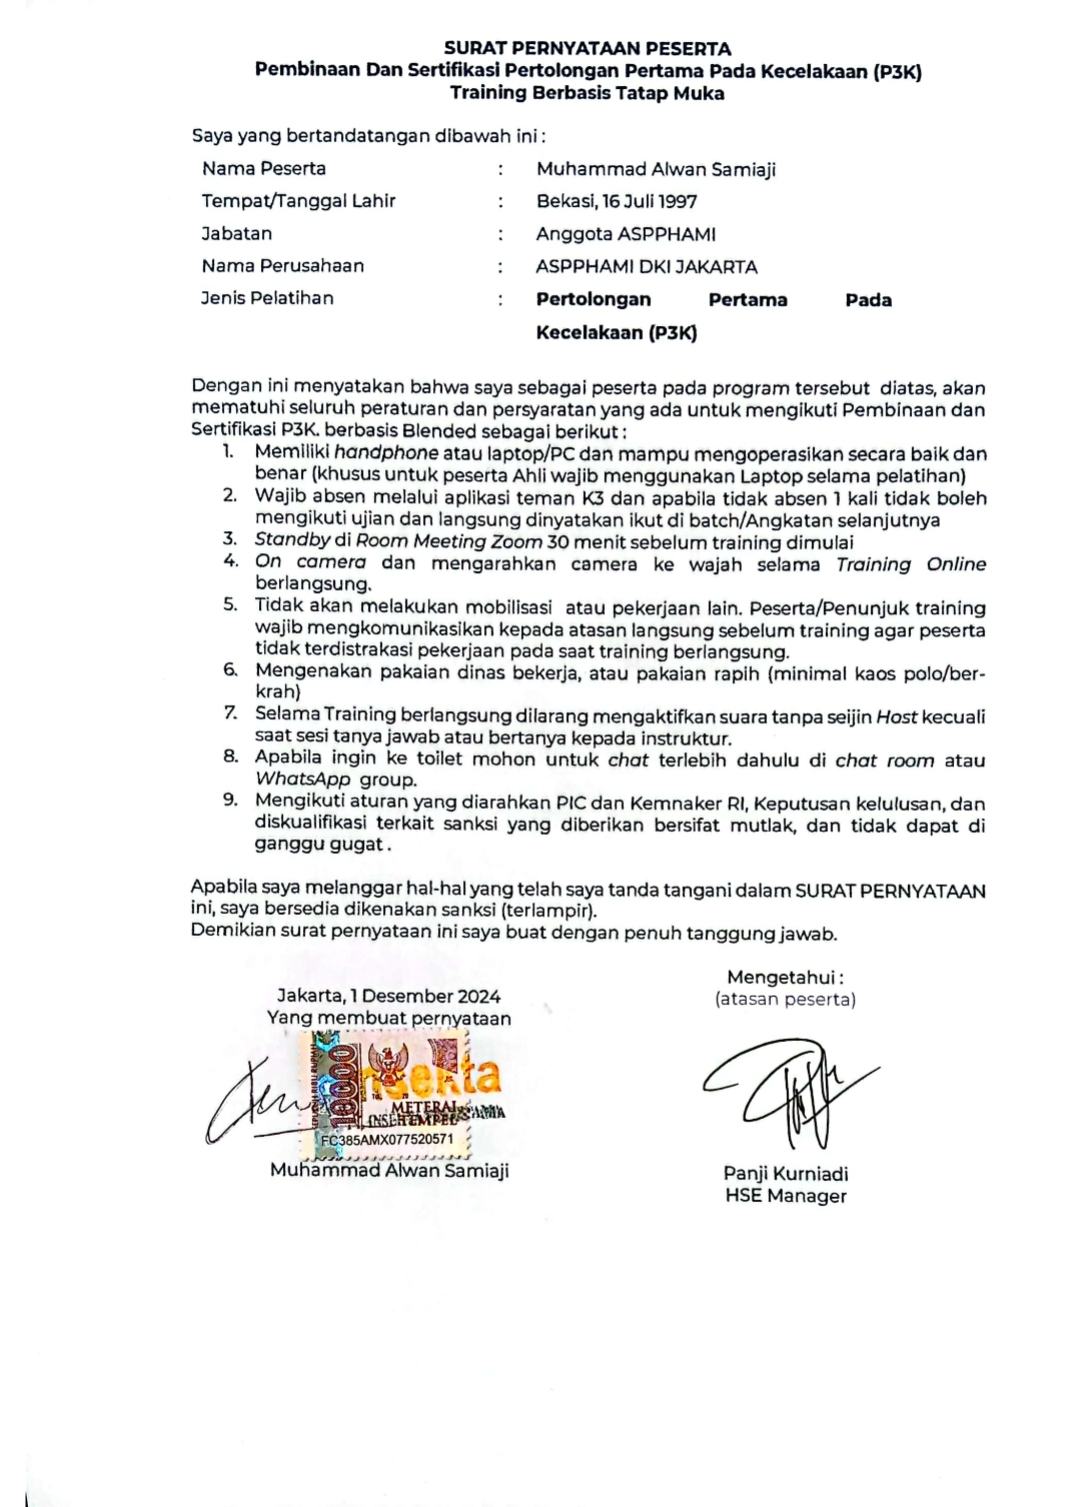 SURAT PERNYATAAN PESERTA
Pembinaan Dan Sertifikasi Pertolongan Pertama Pada Kecelakaan (P3K)
Training Berbasis Tatap Muka
Saya yang bertandatangan dibawah ini :
Nama Peserta : Muhammad Alwan Samiaji
Tempat/Tanggal Lahir : Bekasi, 16 Juli 1997
Jabatan : Anggota ASPPHAMI
Nama Perusahaan : ASPPHAMI DKI JAKARTA
Jenis Pelatihan : Pertolongan Pertama Pada
Kecelakaan (P3K)
Dengan ini menyatakan bahwa saya sebagai peserta pada program tersebut diatas, akan
mematuhi seluruh peraturan dan persyaratan yang ada untuk mengikuti Pembinaan dan
Sertifikasi P3K. berbasis Blended sebagai berikut :
1. Memiliki handphone atau laptop/PC dan mampu mengoperasikan secara baik dan
benar (khusus untuk peserta Ahli wajib menggunakan Laptop selama pelatihan)
2. Wajib absen melalui aplikasi teman K3 dan apabila tidak absen 1 kali tidak boleh
mengikuti ujian dan langsung dinyatakan ikut di batch/Angkatan selanjutnya
3. Standby di Room Meeting Zoom 30 menit sebelum training dimulai
4. On camera dan mengarahkan camera ke wajah selama Training Online
berlangsung.
5. Tidak akan melakukan mobilisasi atau pekerjaan lain. Peserta/Penunjuk training
wajib mengkomunikasikan kepada atasan langsung sebelum training agar peserta
tidak terdistrakasi pekerjaan pada saat training berlangsung.
6. Mengenakan pakaian dinas bekerja, atau pakaian rapih (minimal kaos polo/ber-
krah)
7. Selama Training berlangsung dilarang mengaktifkan suara tanpa seijin Host kecuali
saat sesi tanya jawab atau bertanya kepada instruktur.
8. Apabila ingin ke toilet mohon untuk chat terlebih dahulu di chat room atau
WhatsApp group.
9. Mengikuti aturan yang diarahkan PIC dan Kemnaker RI, Keputusan kelulusan, dan
diskualifikasi terkait sanksi yang diberikan bersifat mutlak, dan tidak dapat di
ganggu gugat .
Apabila saya melanggar hal-hal yang telah saya tanda tangani dalam SURAT PERNYATAAN
ini, saya bersedia dikenakan sanksi (terlampir).
Demikian surat pernyataan ini saya buat dengan penuh tanggung jawab.
Mengetahui :
(atasan peserta)
Jakarta, 1 Desember 2024
Yang membuat pernyataan
10000
METERAI
TEMPEL
FC385AMX077520571
Muhammad Alwan Samiaji
Panji Kurniadi
HSE Manager